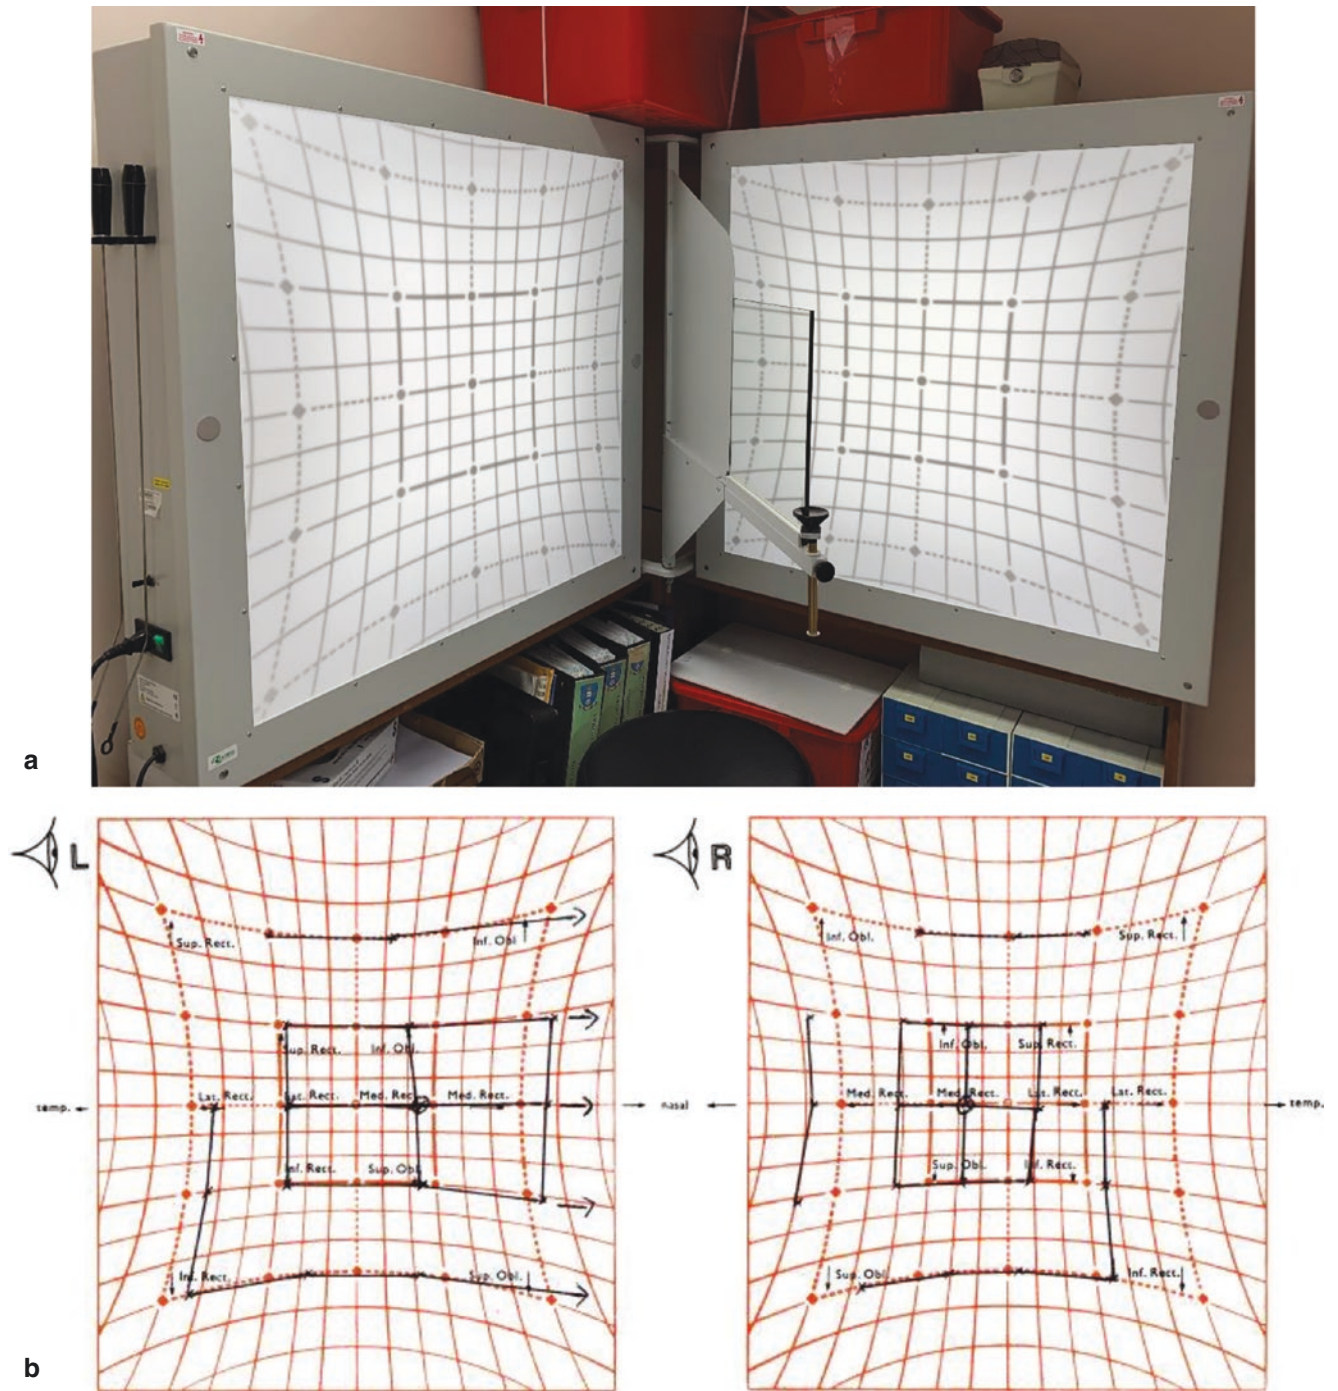 a
L
R
Sup. Rect.
Inf. Obl.
Inf. Obl.
Sup. Rect.
Sup. Rect.
Inf. Obl.
Inf. Obl.
Sup. Rect.
temp.
Lat. Rect.
Lat. Rect.
Med. Rect.
Med. Rect.
nasal
Med. Rect.
Med. Rect.
Lat. Rect.
Lat. Rect.
temp.
Inf. Rect.
Sup. Obl.
Sup. Obl.
Inf. Rect.
Inf. Rect.
Sup. Obl.
Sup. Obl
Inf. Rect.
b